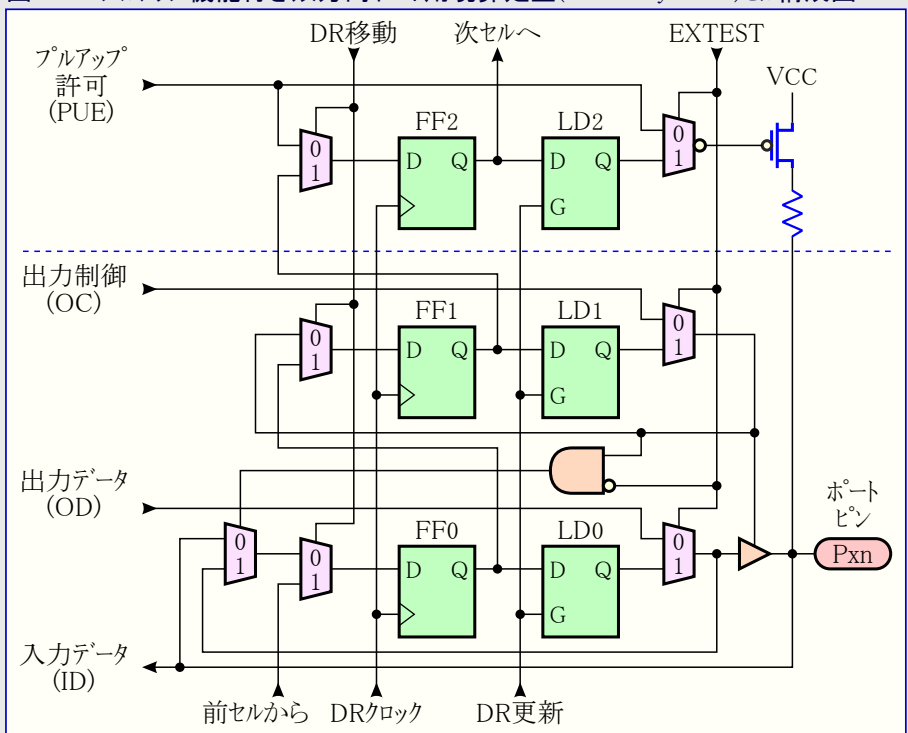 DR移動
次セルへ
EXTEST
プルアップ
許可
(PUE)
VCC
FF2
LD2
0
1
D Q
D Q
G
0
1
出力制御
(OC)
FF1
LD1
0
1
D Q
D Q
G
0
1
出力データ
(OD)
ポート
ピン
FF0
LD0
0
1
0
1
D Q
D Q
G
0
1
Pxn
入力データ
(ID)
前セルから
DRクロック
DR更新